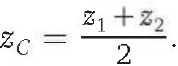 z_C = \frac{z_1 + z_2}{2}.